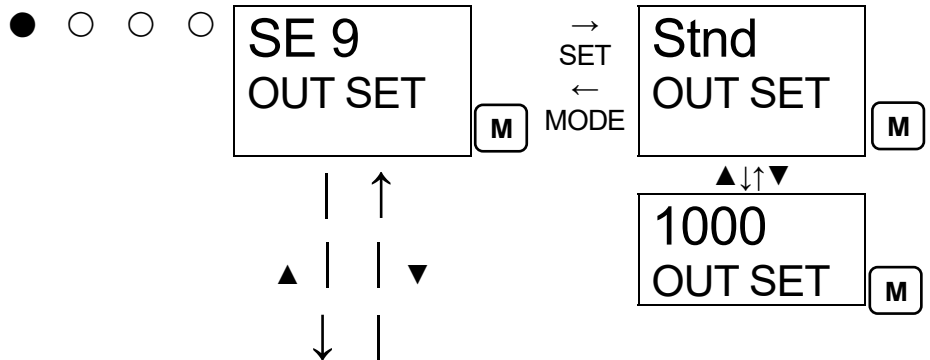 ● ○ ○ ○
SE 9
OUT SET
M
→
SET
←
MODE
Stnd
OUT SET
M
▲↓↑▼
1000
OUT SET
M
▲ ▼